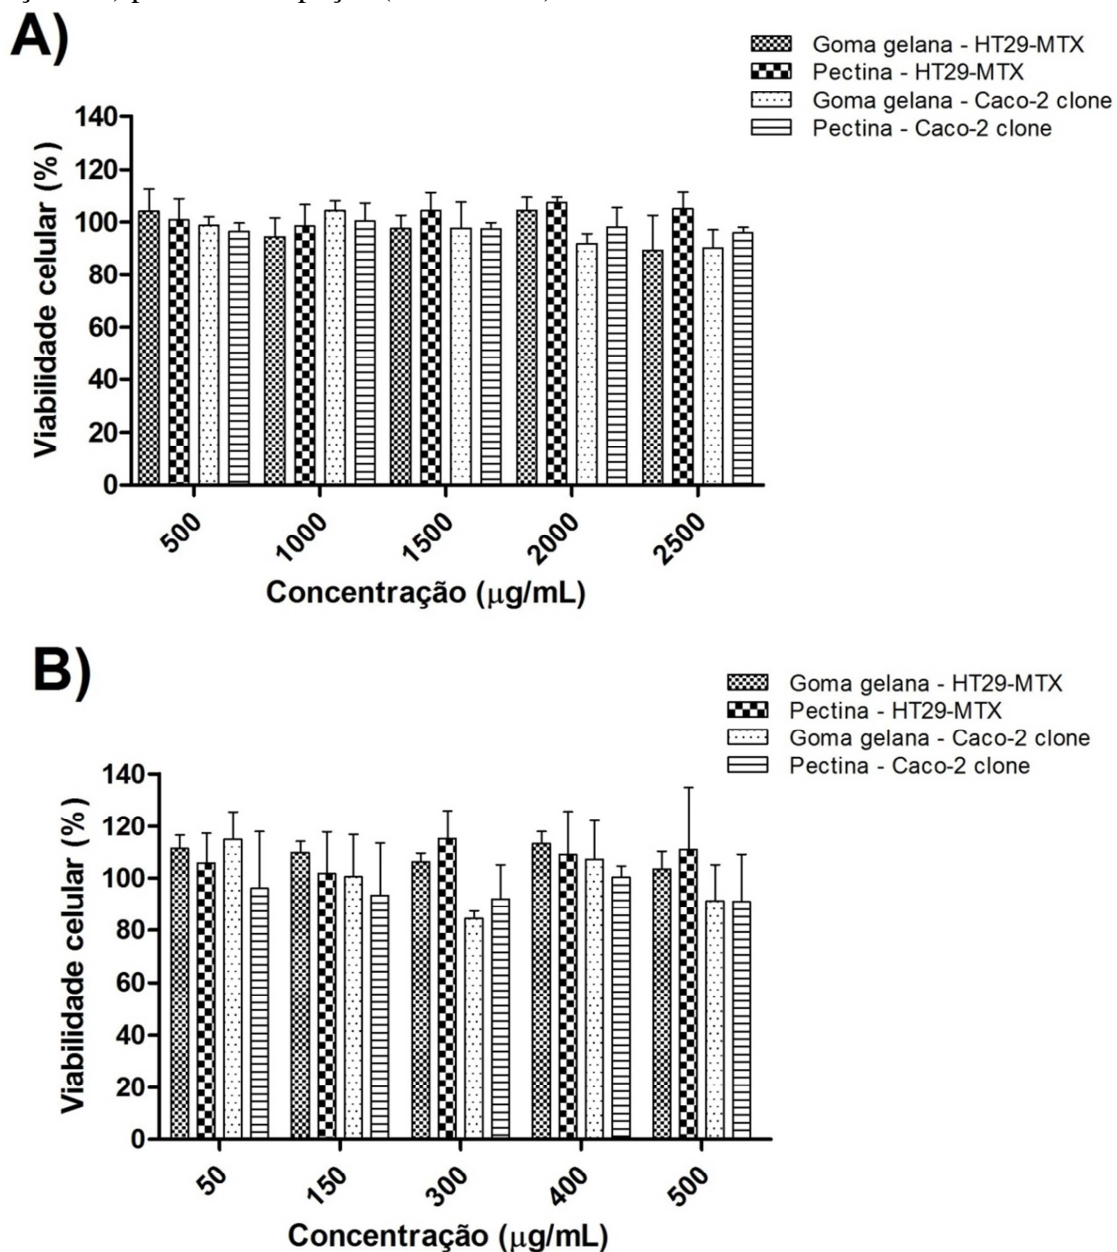 A)
Goma gelana - HT29-MTX
Pectina - HT29-MTX
Goma gelana - Caco-2 clone
Pectina - Caco-2 clone
140
120
100
80
60
40
20
0
Viabilidade celular (%)
500
1000
1500
2000
2500
Concentração (µg/mL)
B)
Goma gelana - HT29-MTX
Pectina - HT29-MTX
Goma gelana - Caco-2 clone
Pectina - Caco-2 clone
140
120
100
80
60
40
20
0
Viabilidade celular (%)
50
150
300
400
500
Concentração (µg/mL)